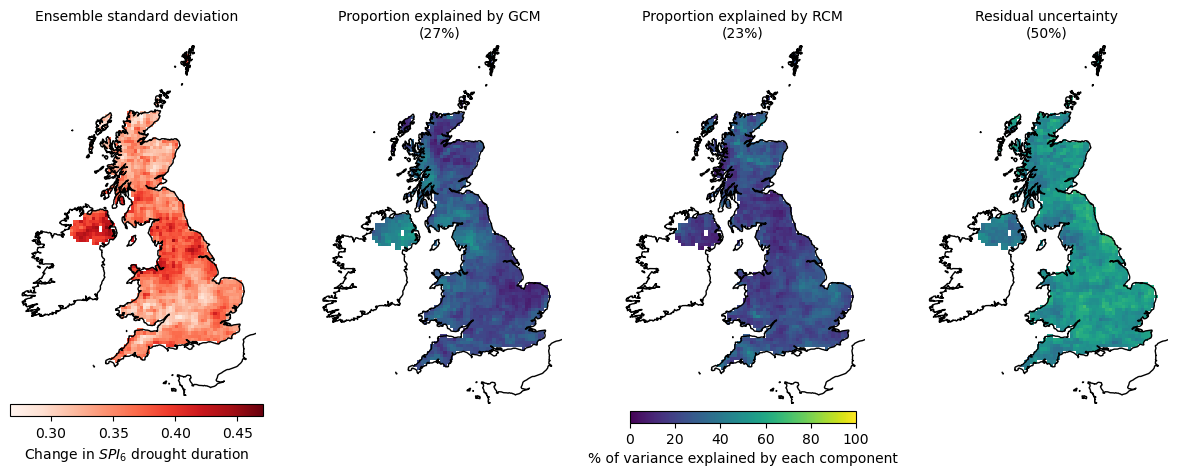 Ensemble standard deviation
Proportion explained by GCM
(27%)
Proportion explained by RCM
(23%)
Residual uncertainty
(50%)
0.30 0.35 0.40 0.45
Change in SPI₆ drought duration
0 20 40 60 80 100
% of variance explained by each component